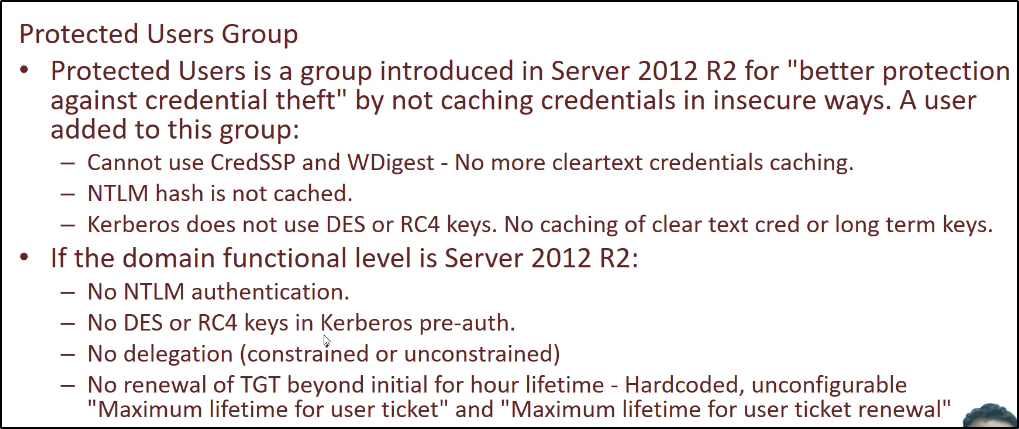 Protected Users Group
• Protected Users is a group introduced in Server 2012 R2 for "better protection
against credential theft" by not caching credentials in insecure ways. A user
added to this group:
– Cannot use CredSSP and WDigest - No more cleartext credentials caching.
– NTLM hash is not cached.
– Kerberos does not use DES or RC4 keys. No caching of clear text cred or long term keys.
• If the domain functional level is Server 2012 R2:
– No NTLM authentication.
– No DES or RC4 keys in Kerberos pre-auth.
– No delegation (constrained or unconstrained)
– No renewal of TGT beyond initial for hour lifetime - Hardcoded, unconfigurable
"Maximum lifetime for user ticket" and "Maximum lifetime for user ticket renewal"